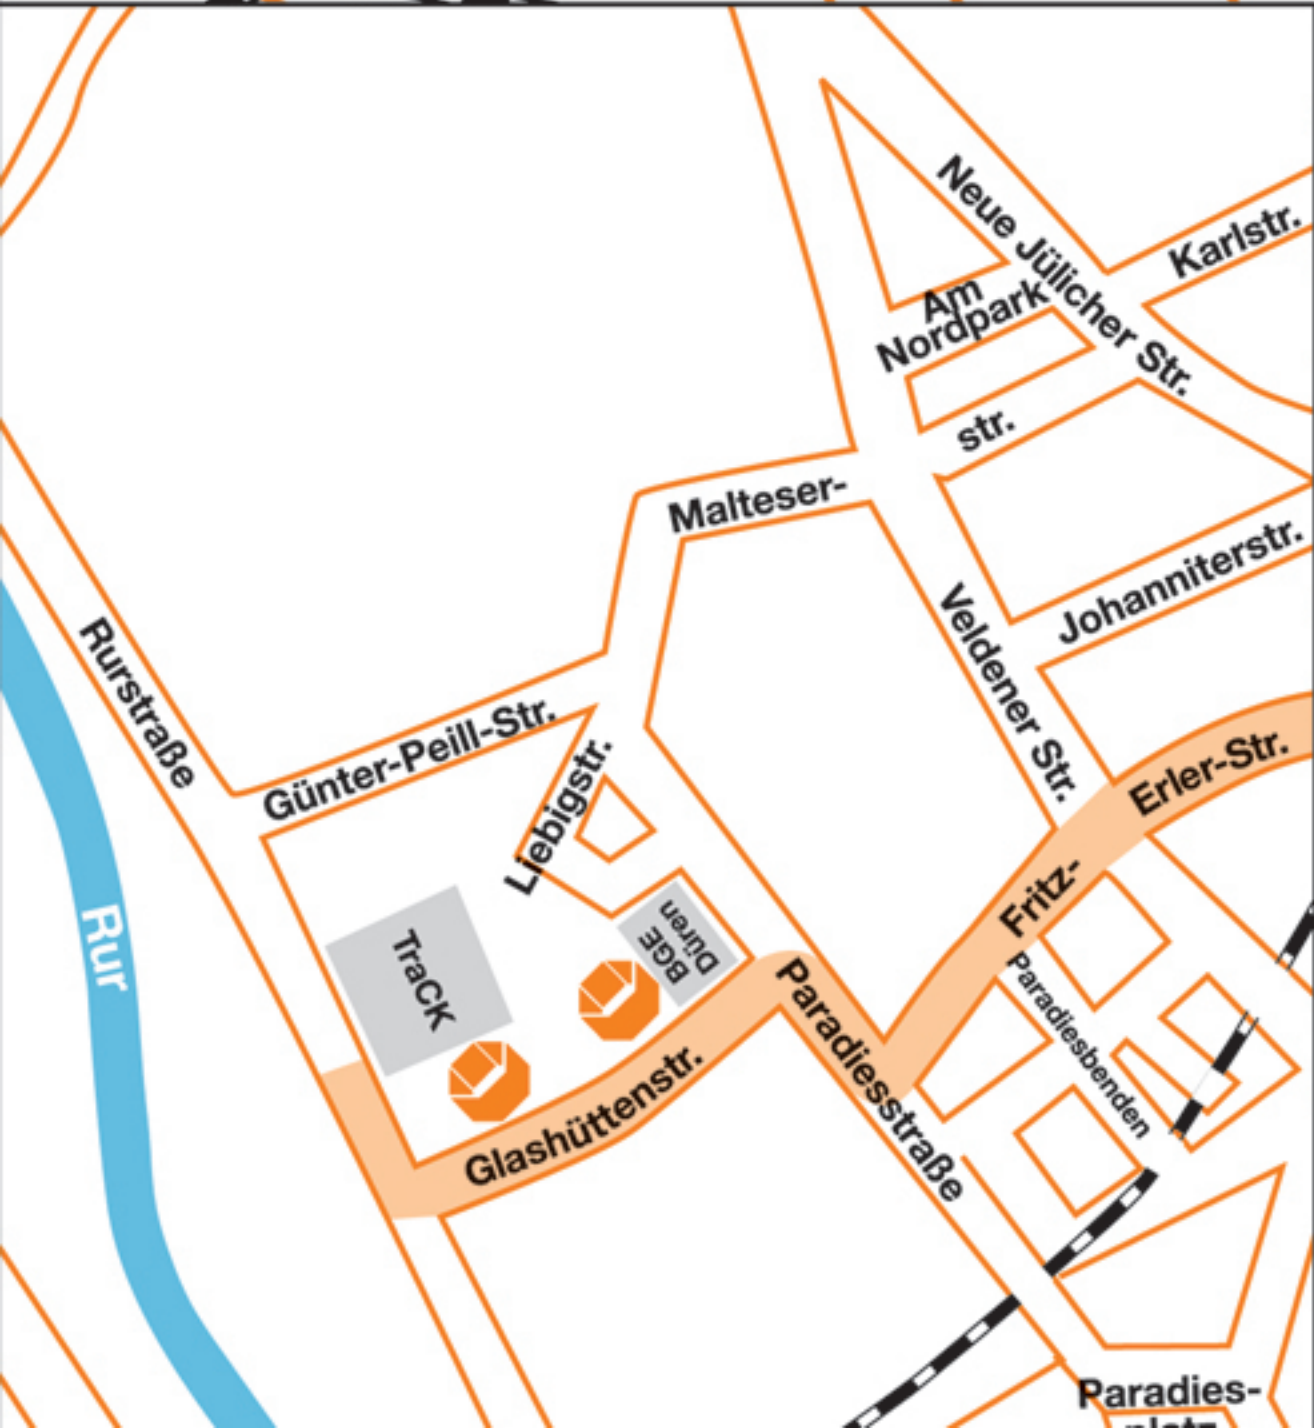 Neue Jülicher Str.
Karlstr.
Am
Nordpark
str.
Malteser-
Johanniterstr.
Veldener Str.
Rurstraße
Günter-Peill-Str.
Liebigstr.
Erler-Str.
Fritz-
Rur
TraCK
BGE
Düren
Paradiesstraße
Paradiesbenden
Glashüttenstr.
Paradies-
platz